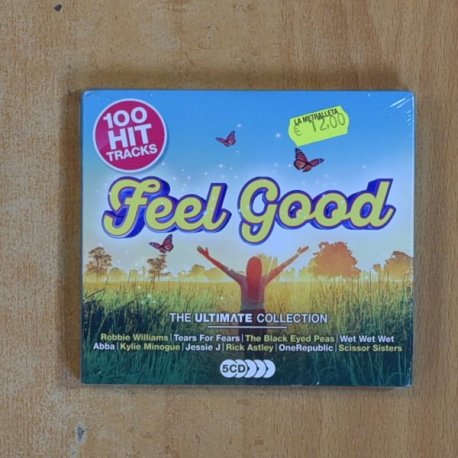 100
HIT
TRACKS
LA METRALLETA
€ 12,00
Feel Good
THE ULTIMATE COLLECTION
Robbie Williams | Tears For Fears | The Black Eyed Peas | Wet Wet Wet
Abba | Kylie Minogue | Jessie J | Rick Astley | OneRepublic | Scissor Sisters
5CD